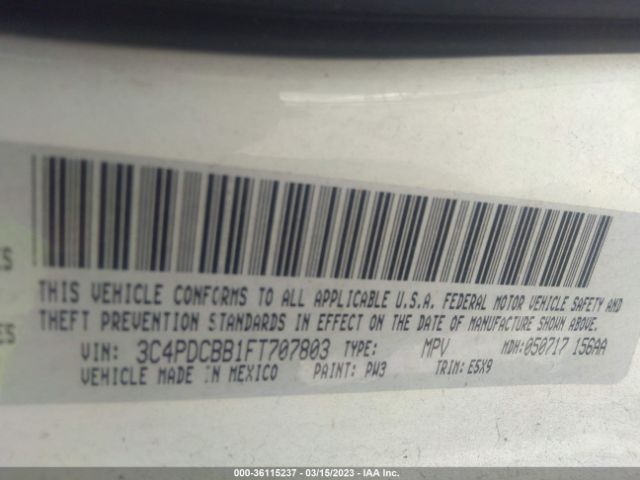 THIS VEHICLE CONFORMS TO ALL APPLICABLE U.S.A. FEDERAL MOTOR VEHICLE SAFETY AND
THEFT PREVENTION STANDARDS IN EFFECT ON THE DATE OF MANUFACTURE SHOWN ABOVE.
VIN: 3C4PDCBB1FT707803 TYPE: MPV MDH:050717 156AA
VEHICLE MADE IN MEXICO PAINT: PW3 TRIM: E5X9
000-36115237 - 03/15/2023 - IAA Inc.